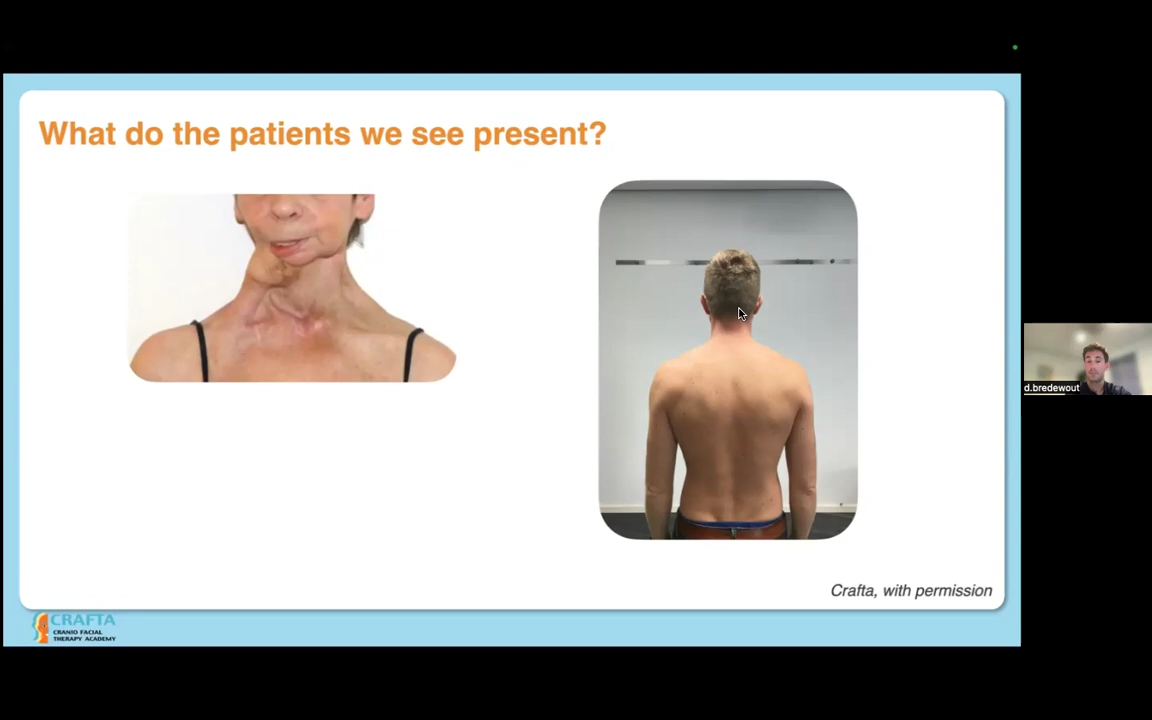 What do the patients we see present?
d.bredewout
Crafta, with permission
CRAFTA
CRANIO FACIAL
THERAPY ACADEMY